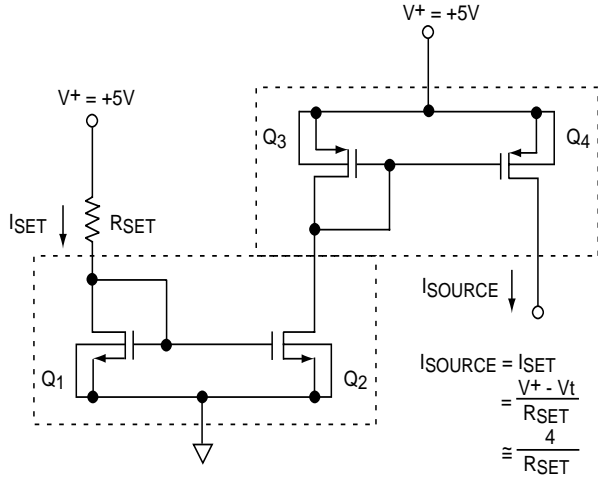 V+ = +5V
V+ = +5V
Q3
Q4
ISET
RSET
ISOURCE
Q1
Q2
ISOURCE = ISET
= V+ - Vt
RSET
≅ 4
RSET